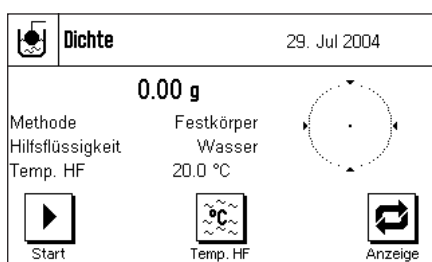 Dichte 29. Jul 2004
0.00 g
Methode Festkörper
Hilfsflüssigkeit Wasser
Temp. HF 20.0 °C
°C
Start Temp. HF Anzeige